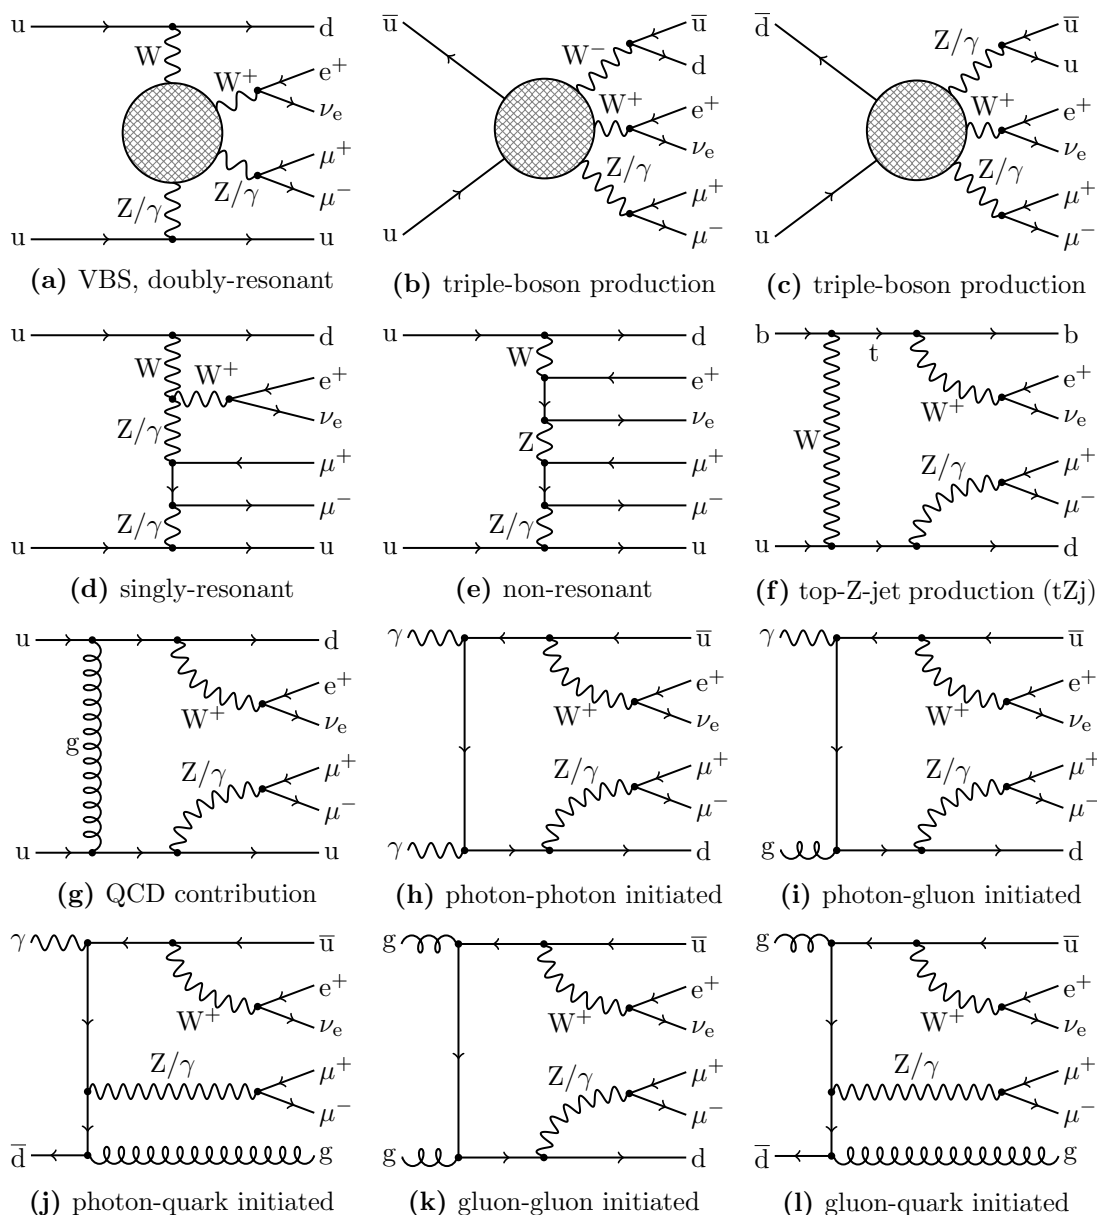 u d u̅ u̅ d̅ u̅
W W⁻ d Z/γ u
W⁺ e⁺ νe W⁺ e⁺ νe W⁺ e⁺ νe
Z/γ Z/γ μ⁺ μ⁻ Z/γ μ⁺ μ⁻ Z/γ μ⁺ μ⁻
u u u u
(a) VBS, doubly-resonant (b) triple-boson production (c) triple-boson production
u d u d b t b
W W⁺ e⁺ νe W e⁺ νe W⁺ e⁺ νe
Z/γ μ⁺ μ⁻ Z μ⁺ μ⁻ W Z/γ μ⁺ μ⁻
Z/γ Z/γ
u u u u u d
(d) singly-resonant (e) non-resonant (f) top-Z-jet production (tZj)
u d γ u̅ γ u̅
W⁺ e⁺ νe W⁺ e⁺ νe W⁺ e⁺ νe
g Z/γ μ⁺ μ⁻ Z/γ μ⁺ μ⁻ Z/γ μ⁺ μ⁻
u u γ d g d
(g) QCD contribution (h) photon-photon initiated (i) photon-gluon initiated
γ u̅ g u̅ g u̅
W⁺ e⁺ νe W⁺ e⁺ νe W⁺ e⁺ νe
Z/γ μ⁺ μ⁻ Z/γ μ⁺ μ⁻ Z/γ μ⁺ μ⁻
d̅ g g d d̅ g
(j) photon-quark initiated (k) gluon-gluon initiated (l) gluon-quark initiated